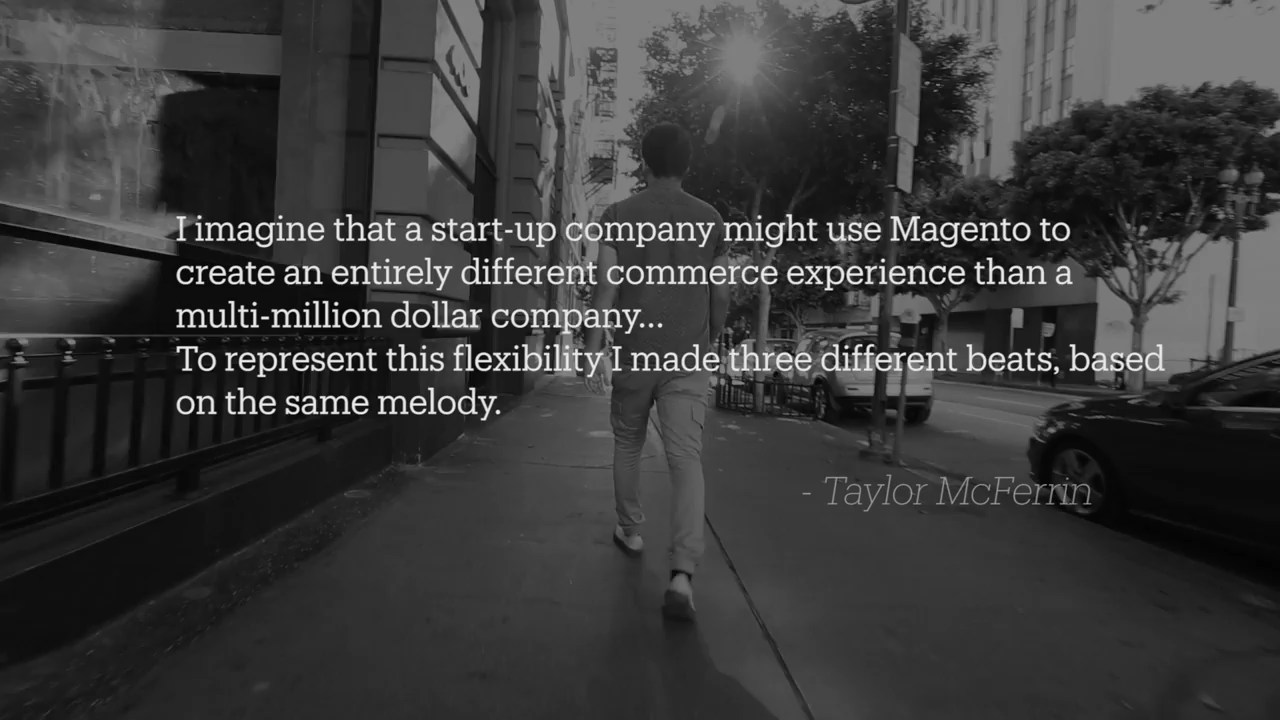 I imagine that a start-up company might use Magento to
create an entirely different commerce experience than a
multi-million dollar company...
To represent this flexibility I made three different beats, based
on the same melody.
- Taylor McFerrin